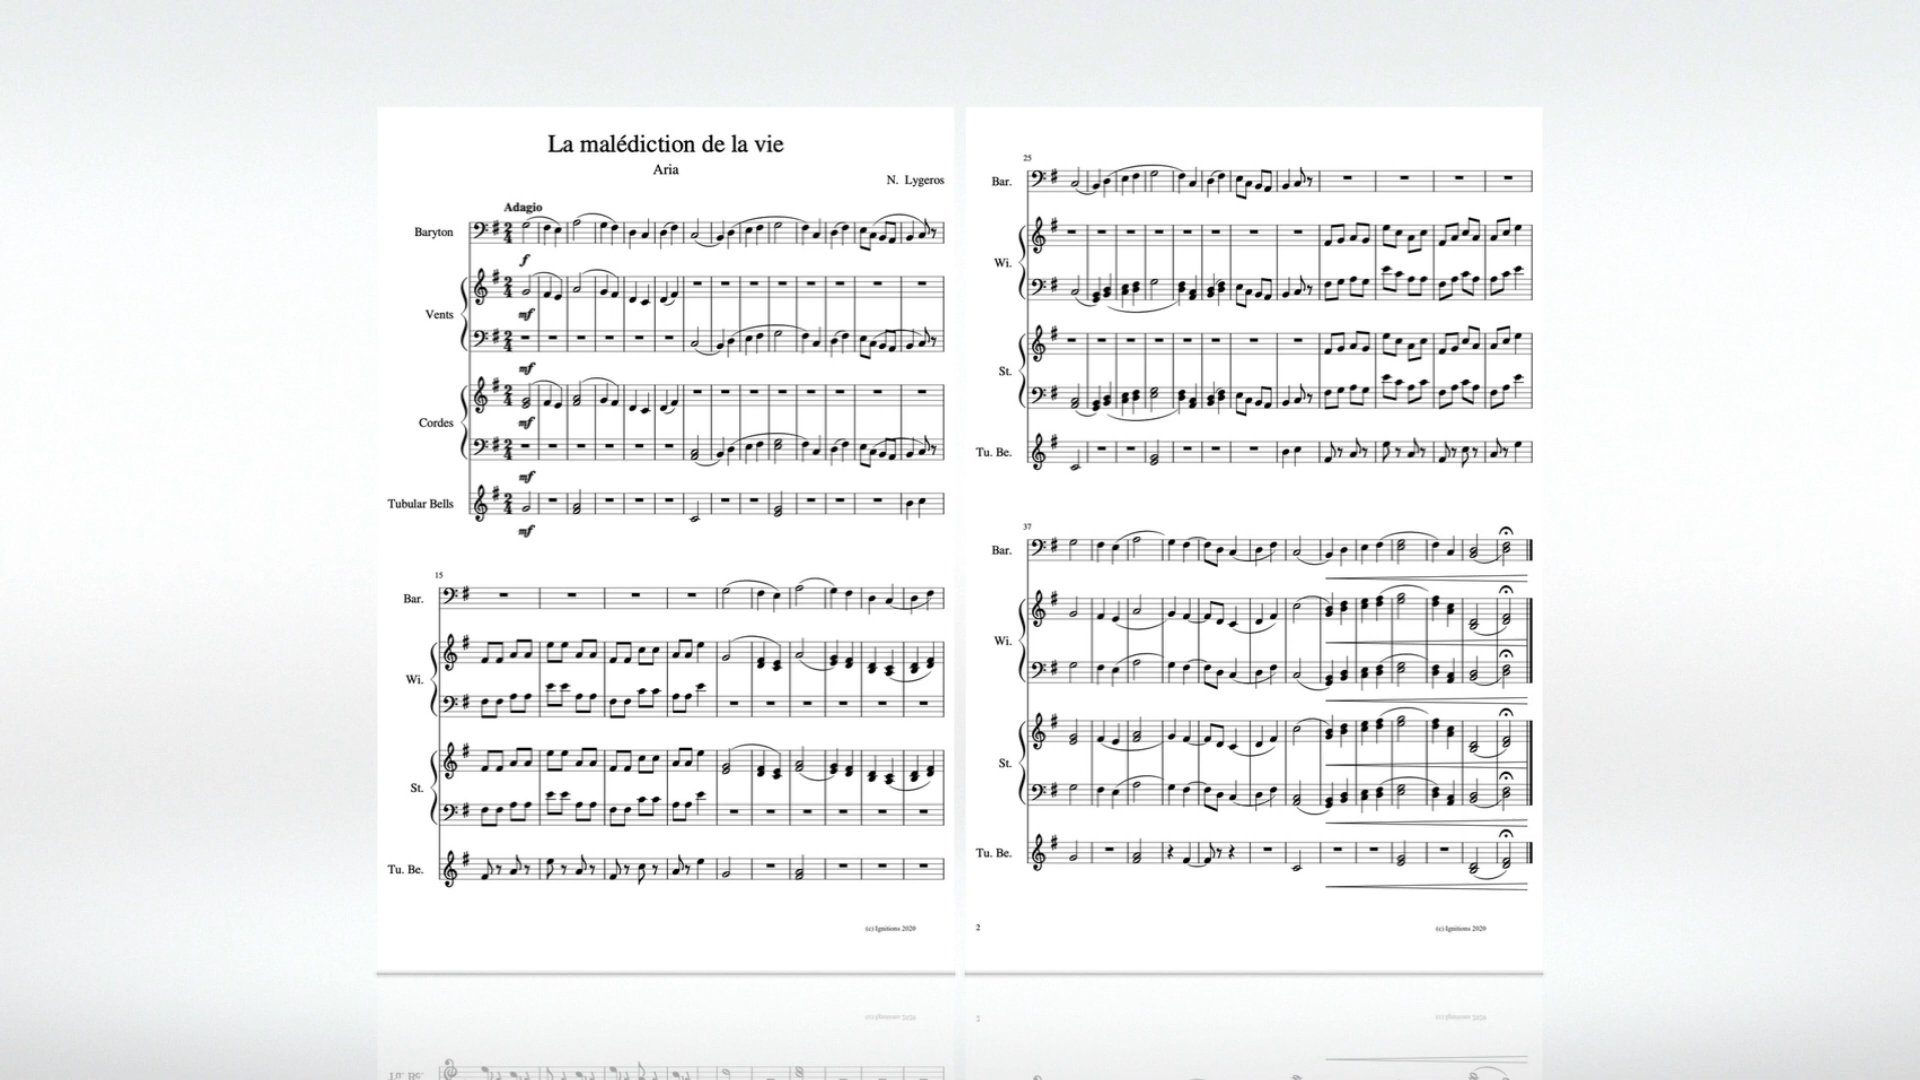 La malédiction de la vie
Aria
N. Lygeros
Adagio
Baryton
f
Vents
mf
mf
Cordes
mf
mf
Tubular Bells
mf
15
Bar.
Wi.
St.
Tu. Be.
(c) Ignitions 2020
25
Bar.
Wi.
St.
Tu. Be.
37
Bar.
Wi.
St.
Tu. Be.
2
(c) Ignitions 2020